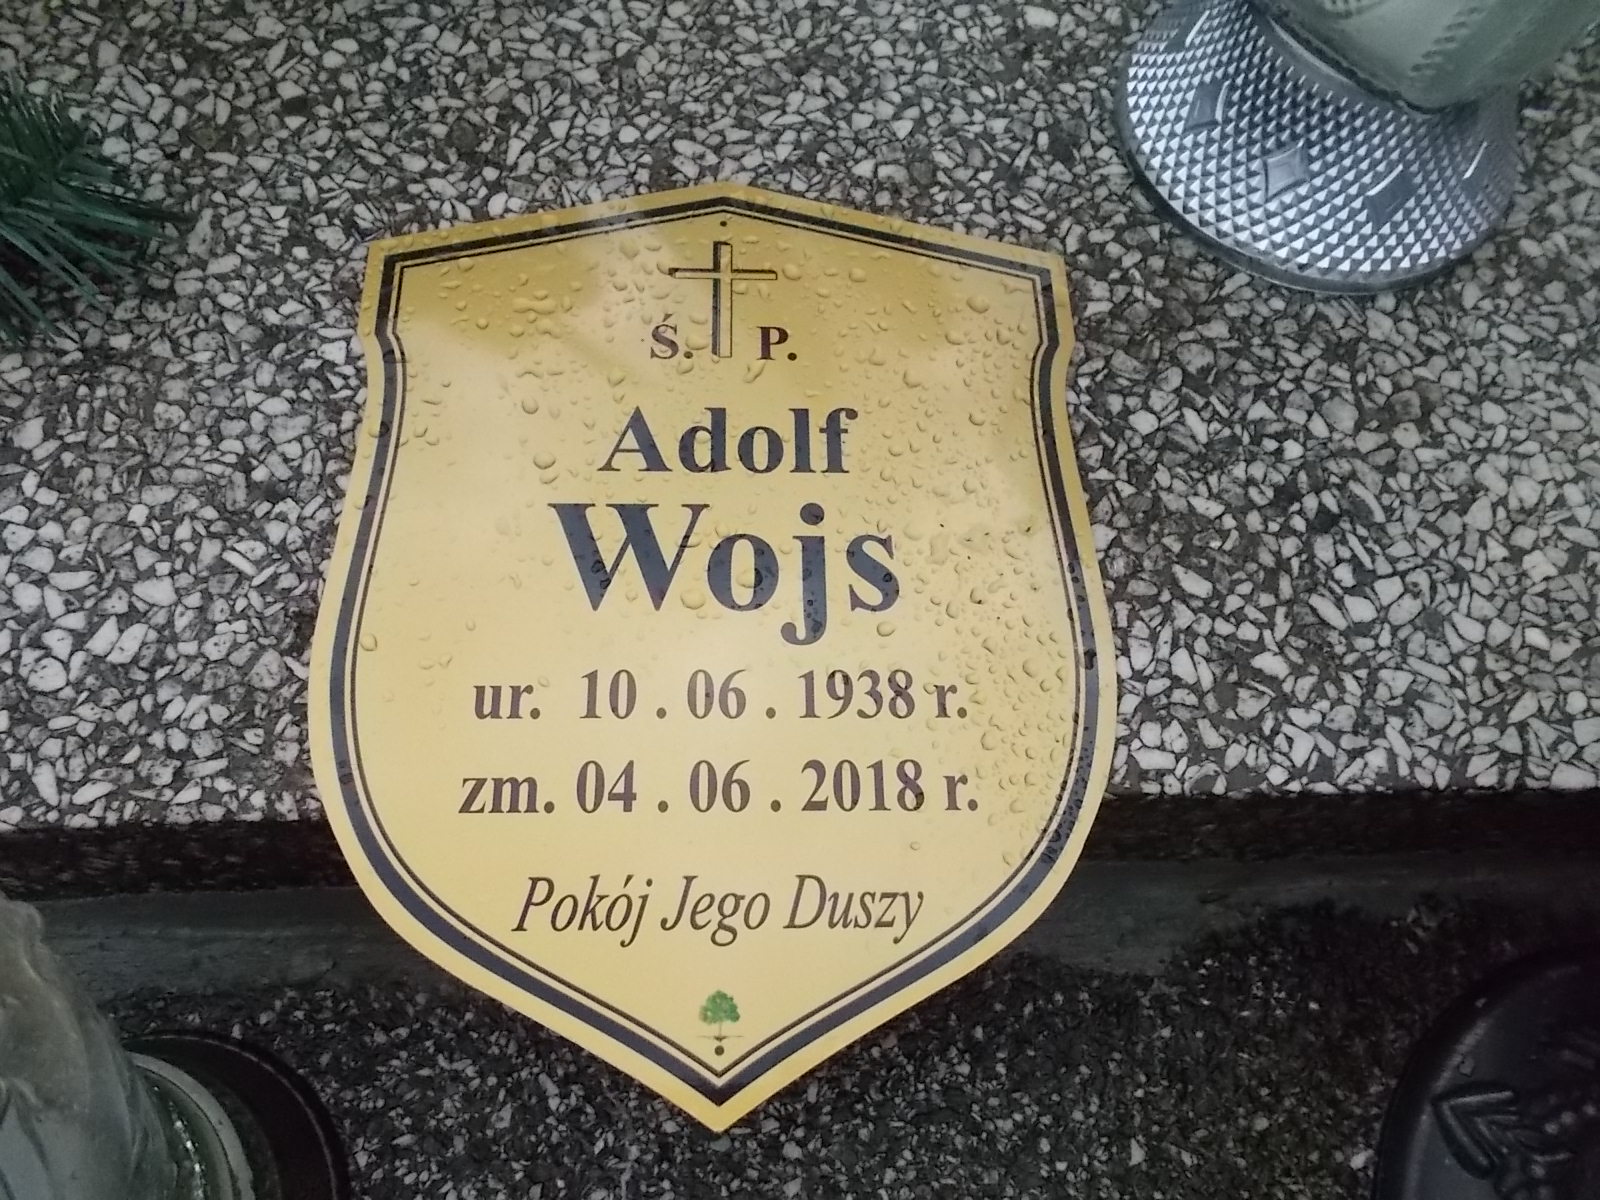 Ś. P.
Adolf
Wojs
ur. 10 . 06 . 1938 r.
zm. 04 . 06 . 2018 r.
Pokój Jego Duszy